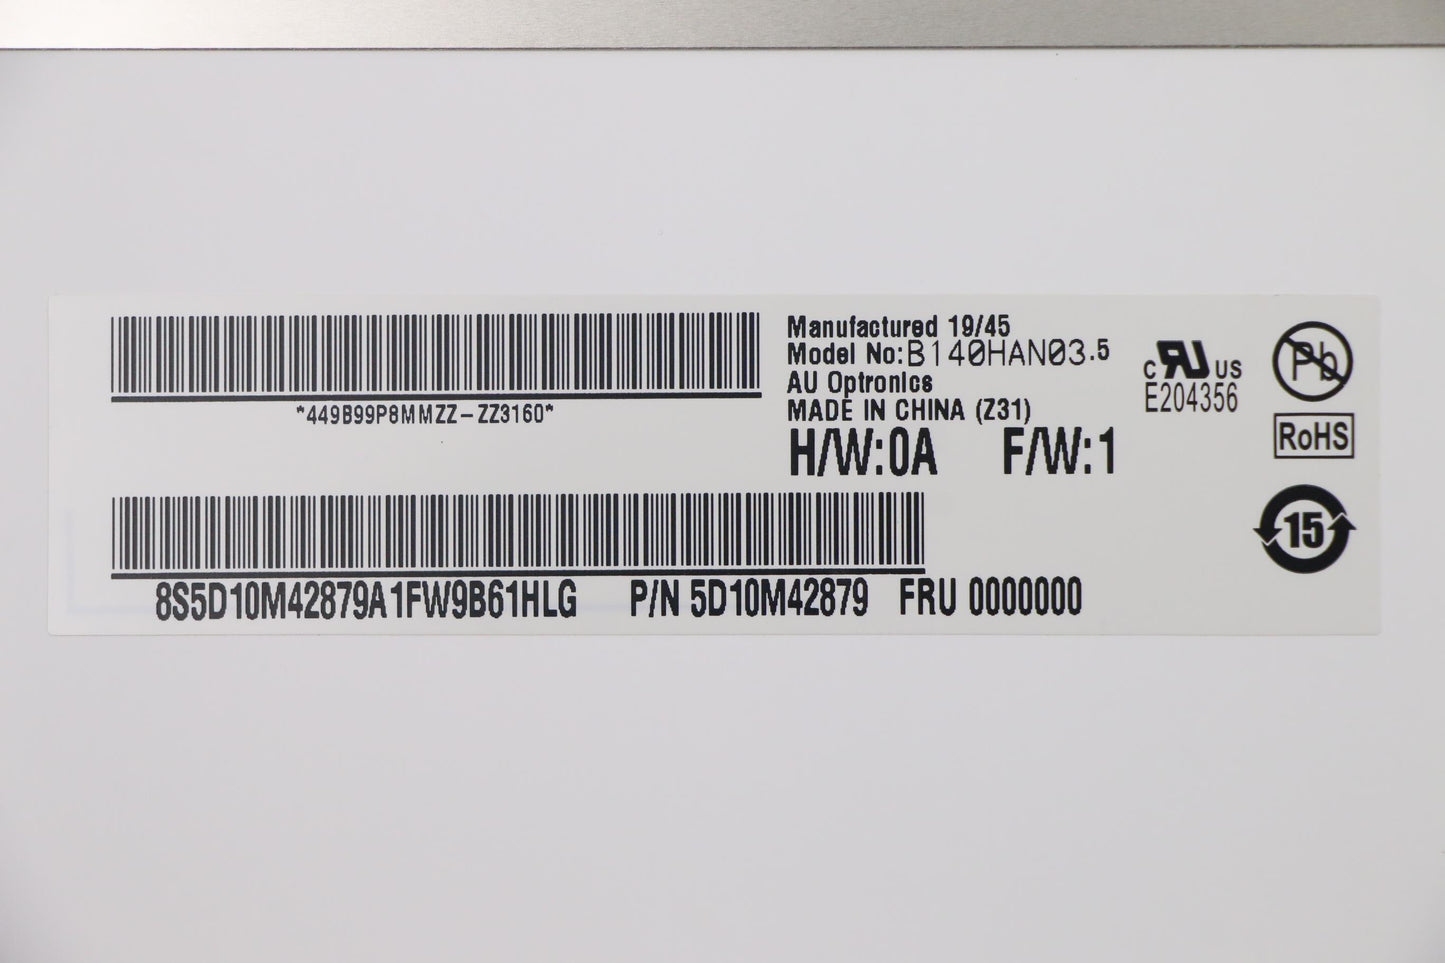 *449B99P8MMZZ-ZZ3160*
Manufactured 19/45
Model No:B140HAN03.5
AU Optronics
MADE IN CHINA (Z31)
H/W:0A F/W:1
c RU US
E204356
Pb
RoHS
15
8S5D10M42879A1FW9B61HLG P/N 5D10M42879 FRU 0000000